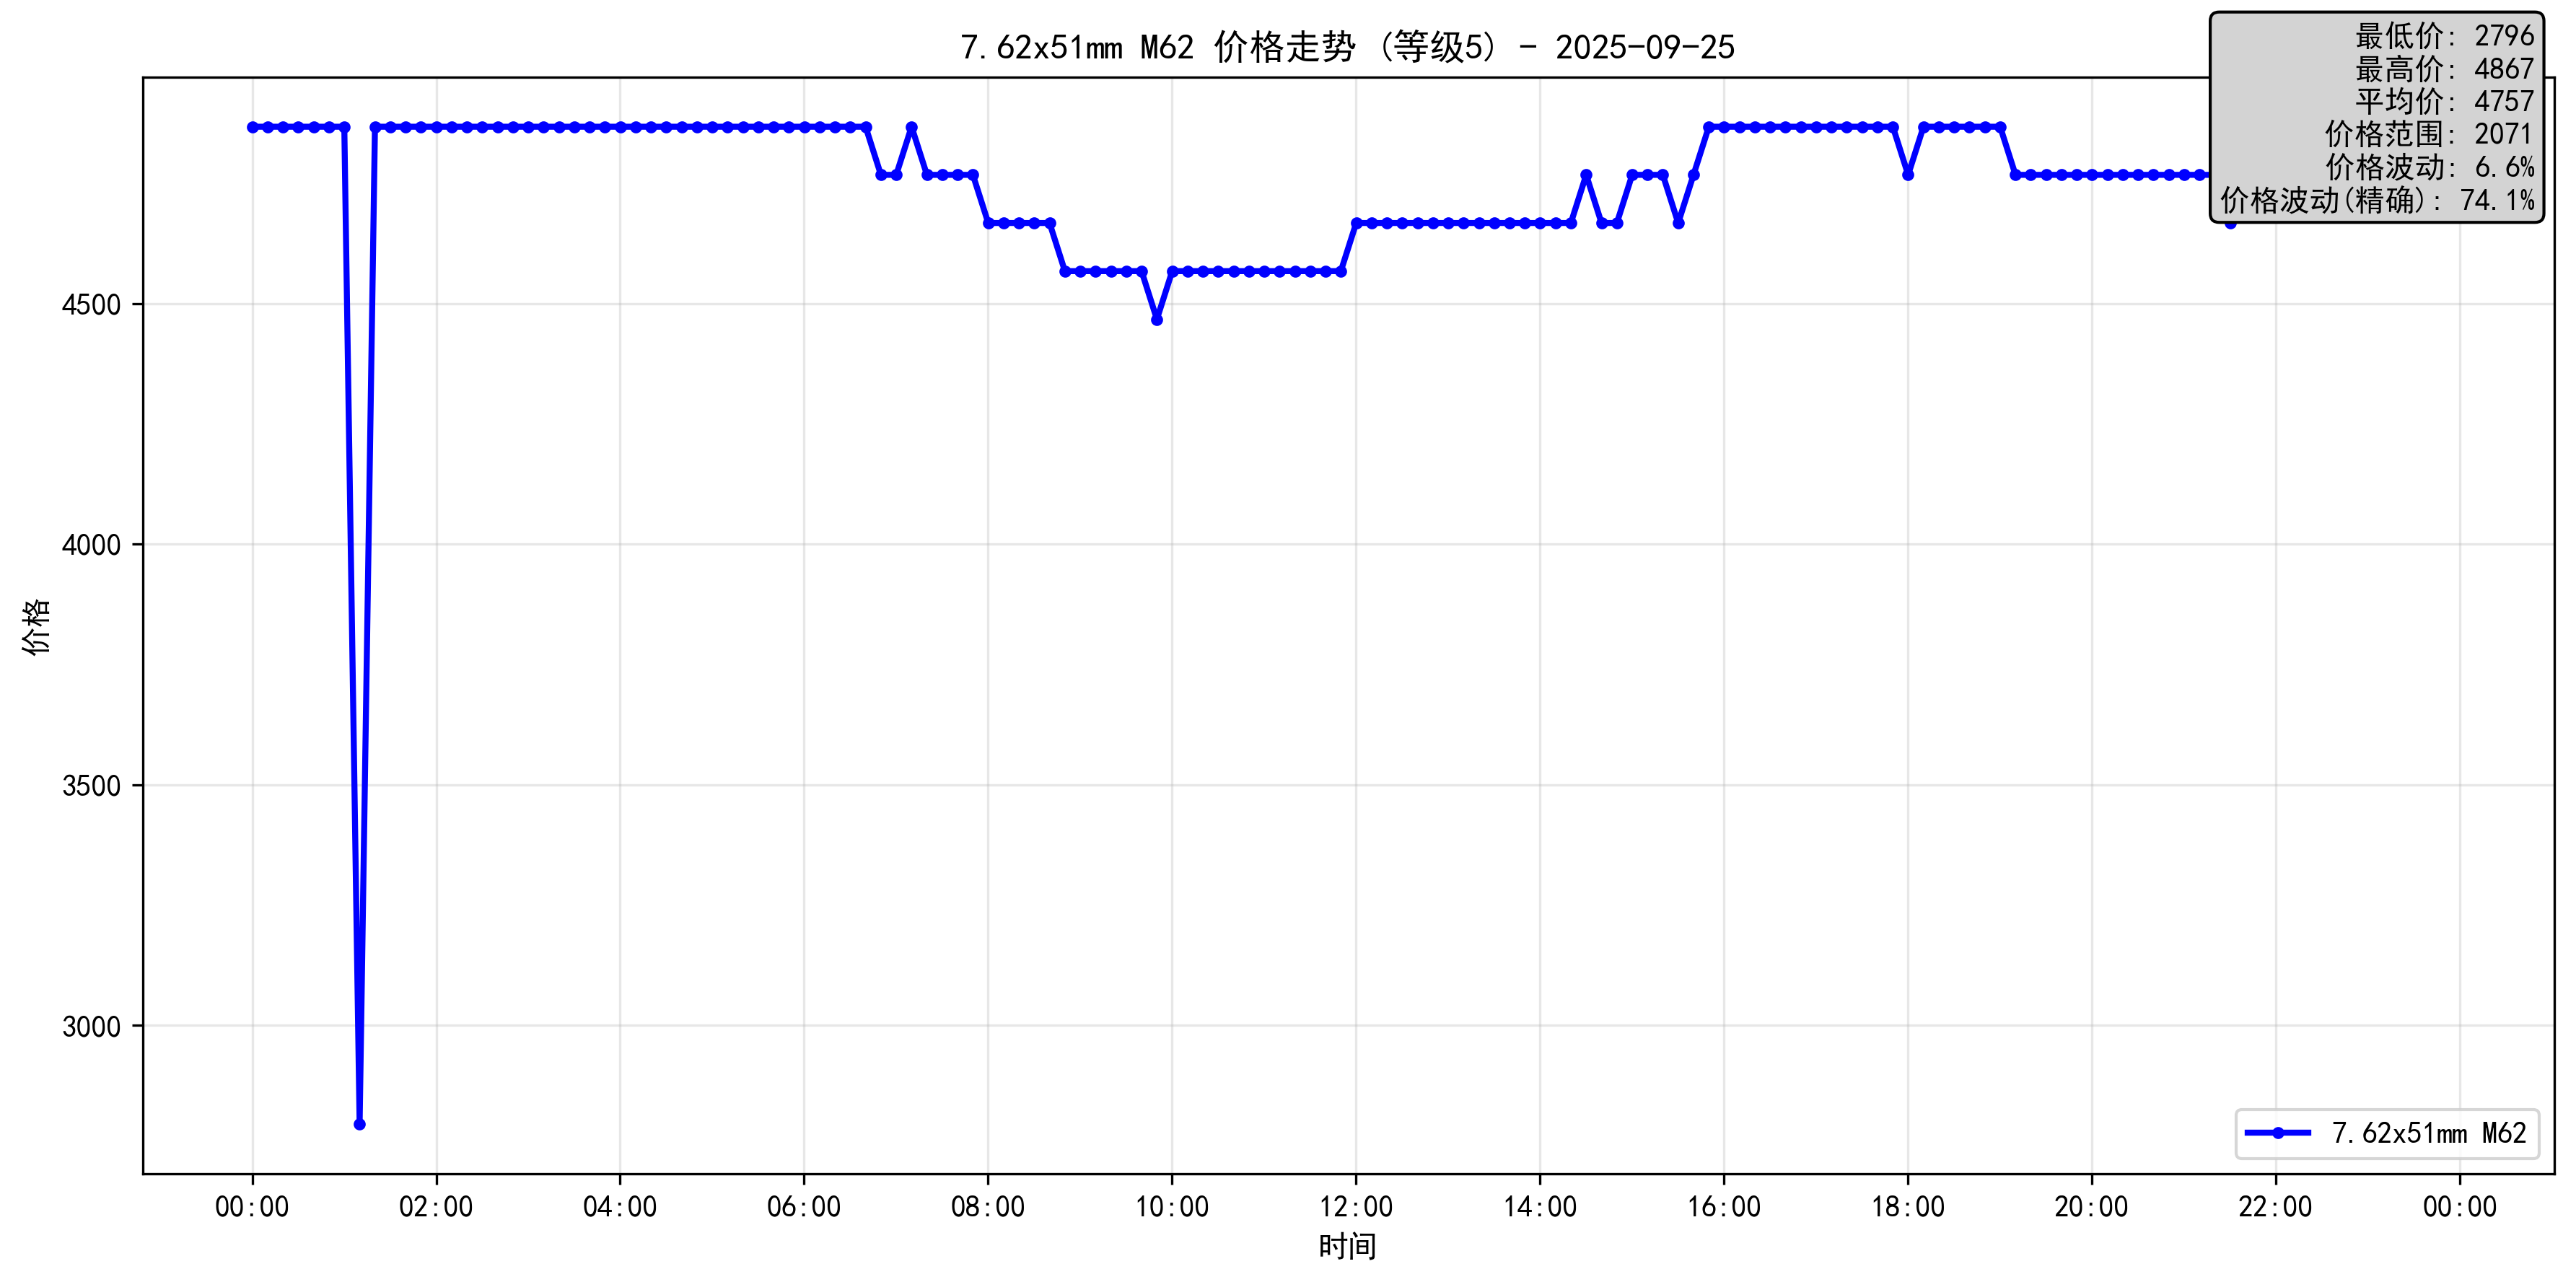 7.62x51mm M62 价格走势 (等级5) - 2025-09-25
最低价: 2796
最高价: 4867
平均价: 4757
价格范围: 2071
价格波动: 6.6%
价格波动(精确): 74.1%
价格
4500
4000
3500
3000
7.62x51mm M62
00:00 02:00 04:00 06:00 08:00 10:00 12:00 14:00 16:00 18:00 20:00 22:00 00:00
时间